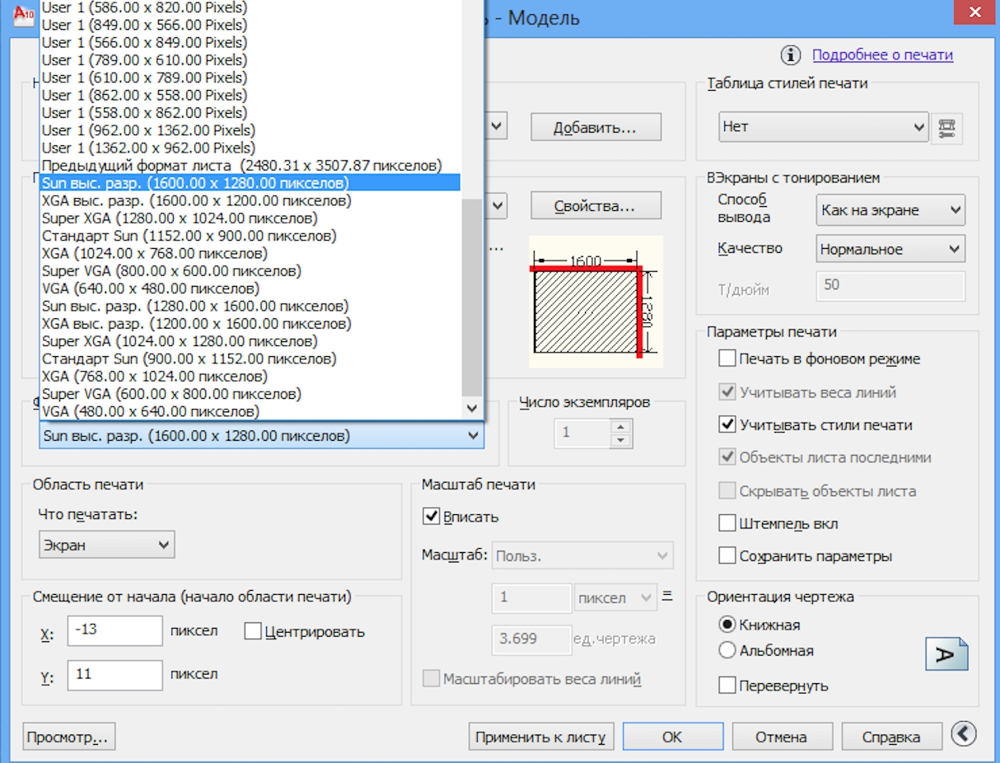 A10
- Модель
User 1 (586.00 x 820.00 Pixels)
User 1 (849.00 x 566.00 Pixels)
User 1 (566.00 x 849.00 Pixels)
User 1 (789.00 x 610.00 Pixels)
User 1 (610.00 x 789.00 Pixels)
User 1 (862.00 x 558.00 Pixels)
User 1 (558.00 x 862.00 Pixels)
User 1 (962.00 x 1362.00 Pixels)
User 1 (1362.00 x 962.00 Pixels)
Предыдущий формат листа (2480.31 x 3507.87 пикселов)
Sun выс. разр. (1600.00 x 1280.00 пикселов)
XGA выс. разр. (1600.00 x 1200.00 пикселов)
Super XGA (1280.00 x 1024.00 пикселов)
Стандарт Sun (1152.00 x 900.00 пикселов)
XGA (1024.00 x 768.00 пикселов)
Super VGA (800.00 x 600.00 пикселов)
VGA (640.00 x 480.00 пикселов)
Sun выс. разр. (1280.00 x 1600.00 пикселов)
XGA выс. разр. (1200.00 x 1600.00 пикселов)
Super XGA (1024.00 x 1280.00 пикселов)
Стандарт Sun (900.00 x 1152.00 пикселов)
XGA (768.00 x 1024.00 пикселов)
Super VGA (600.00 x 800.00 пикселов)
VGA (480.00 x 640.00 пикселов)
Sun выс. разр. (1600.00 x 1280.00 пикселов)
Добавить...
Свойства...
...
1600
1280
Число экземпляров
1
Область печати
Что печатать:
Экран
Смещение от начала (начало области печати)
X: -13 пиксел
Центрировать
Y: 11 пиксел
Масштаб печати
Вписать
Масштаб: Польз.
1 пиксел =
3.699 ед.чертежа
Масштабировать веса линий
Подробнее о печати
Таблица стилей печати
Нет
ВЭкраны с тонированием
Способ
вывода
Как на экране
Качество Нормальное
Т/дюйм 50
Параметры печати
Печать в фоновом режиме
Учитывать веса линий
Учитывать стили печати
Объекты листа последними
Скрывать объекты листа
Штемпель вкл
Сохранить параметры
Ориентация чертежа
Книжная
Альбомная
Перевернуть
A
Просмотр...
Применить к листу
OK
Отмена
Справка